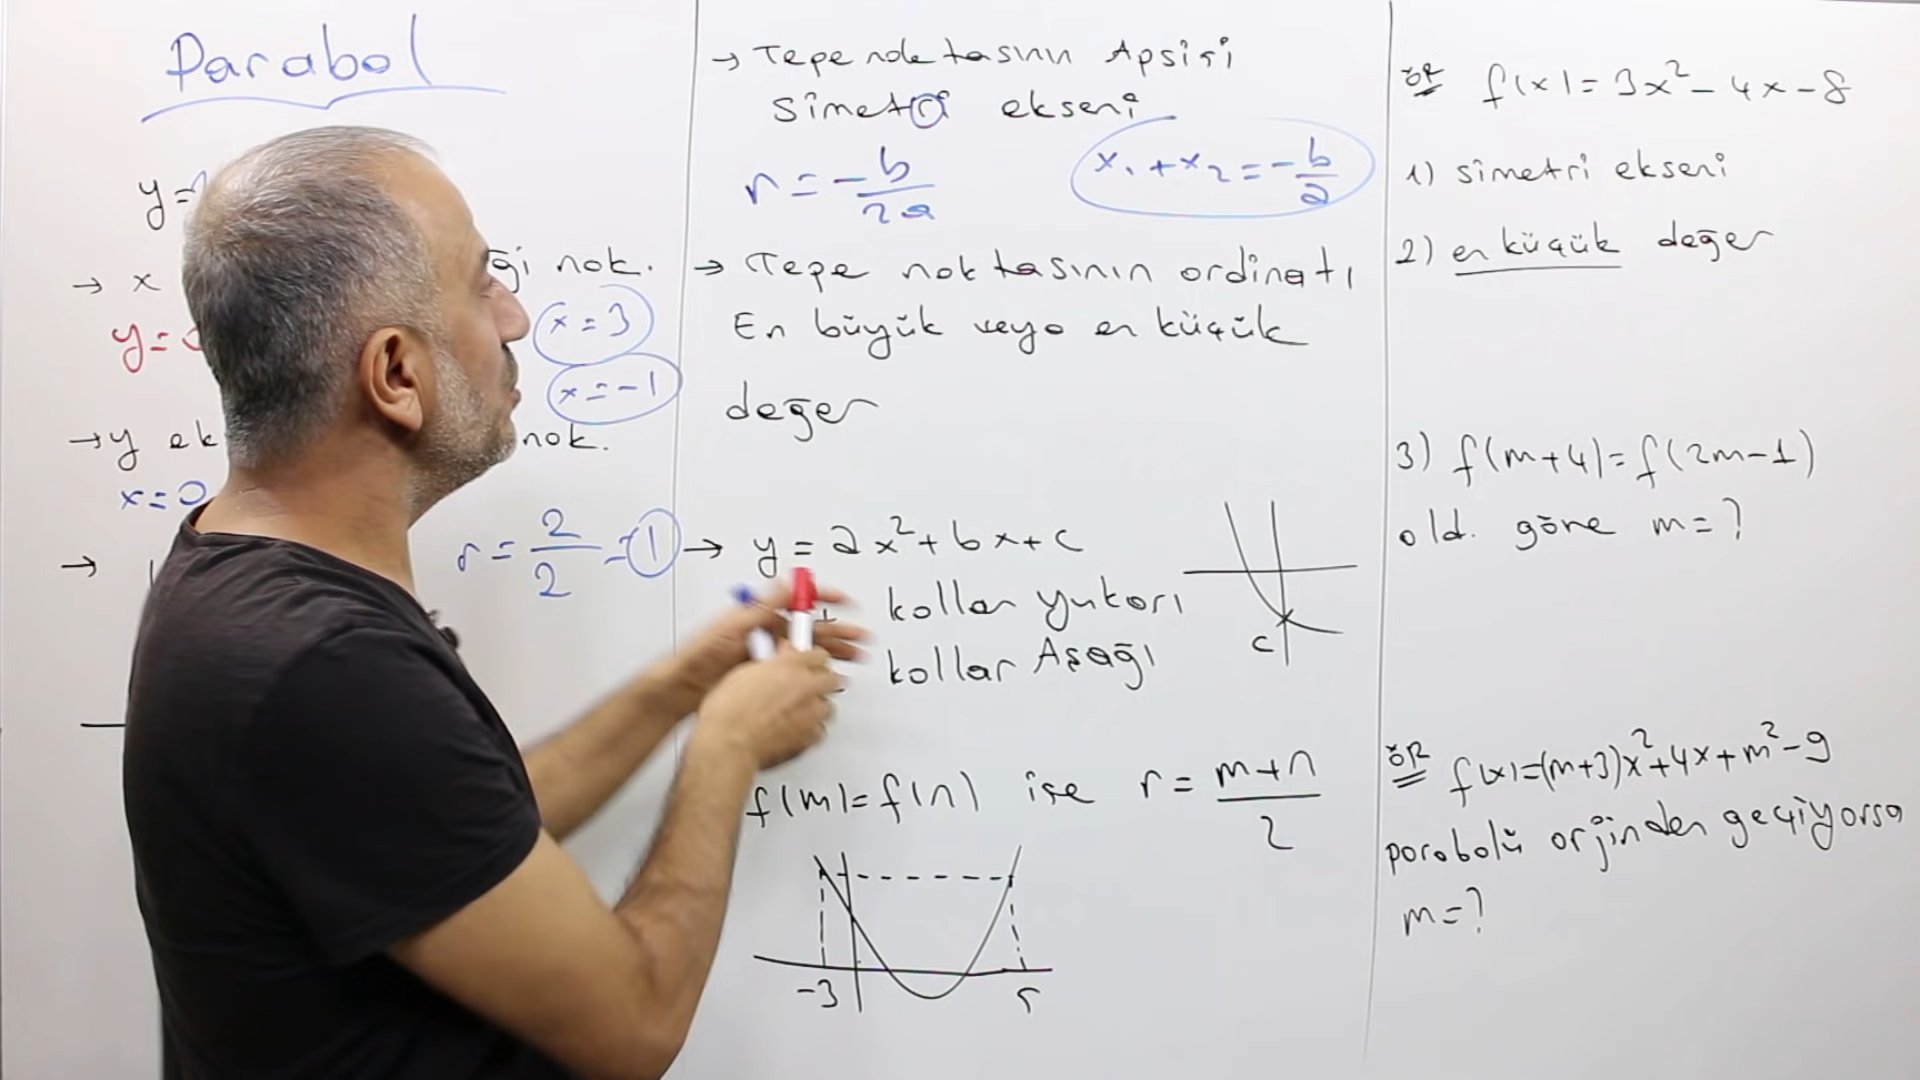 Parabol
y=
→ x ği nok.
y=
x=3
x=-1
→ y ek nok.
x=0
→
r = 2/2 = 1
→ Tepe noktasının Apsisi
Simetri ekseni
r = -b/2a
x₁+x₂ = -b/a
→ Tepe noktasının ordinatı
En büyük veya en küçük
değer
→ y = ax²+bx+c
+ kollar yukarı
- kollar Aşağı
c
f(m)=f(n) ise r = m+n/2
-3 5
ÖR f(x)=3x²-4x-8
1) simetri ekseni
2) en küçük değer
3) f(m+4)=f(2m-1)
old. göre m=?
ÖR f(x)=(m+3)x²+4x+m²-9
parabolü orjinden geçiyorsa
m=?